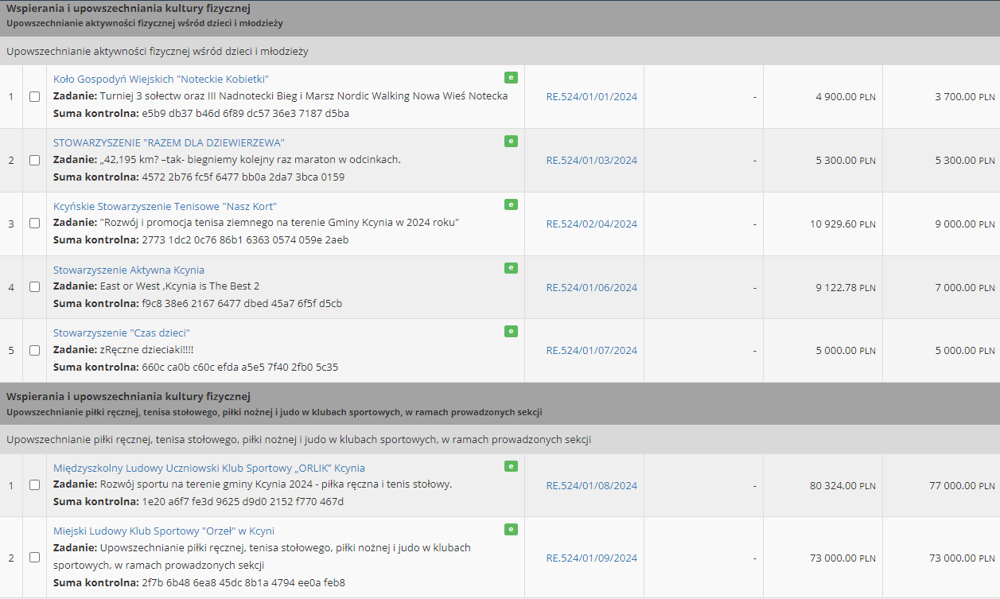 Wspierania i upowszechniania kultury fizycznej
Upowszechnianie aktywności fizycznej wśród dzieci i młodzieży
Upowszechnianie aktywności fizycznej wśród dzieci i młodzieży
Koło Gospodyń Wiejskich "Noteckie Kobietki" e
1 Zadanie: Turniej 3 sołectw oraz III Nadnotecki Bieg i Marsz Nordic Walking Nowa Wieś Notecka RE.524/01/01/2024 - 4 900.00 PLN 3 700.00 PLN
Suma kontrolna: e5b9 db37 b46d 6f89 dc57 36e3 7187 d5ba
STOWARZYSZENIE "RAZEM DLA DZIEWIERZEWA" e
2 Zadanie: „42,195 km? –tak- biegniemy kolejny raz maraton w odcinkach. RE.524/01/03/2024 - 5 300.00 PLN 5 300.00 PLN
Suma kontrolna: 4572 2b76 fc5f 6477 bb0a 2da7 3bca 0159
Kcyńskie Stowarzyszenie Tenisowe "Nasz Kort" e
3 Zadanie: "Rozwój i promocja tenisa ziemnego na terenie Gminy Kcynia w 2024 roku" RE.524/02/04/2024 - 10 929.60 PLN 9 000.00 PLN
Suma kontrolna: 2773 1dc2 0c76 86b1 6363 0574 059e 2aeb
Stowarzyszenie Aktywna Kcynia e
4 Zadanie: East or West ,Kcynia is The Best 2 RE.524/01/06/2024 - 9 122.78 PLN 7 000.00 PLN
Suma kontrolna: f9c8 38e6 2167 6477 dbed 45a7 6f5f d5cb
Stowarzyszenie "Czas dzieci" e
5 Zadanie: zRęczne dzieciaki!!!! RE.524/01/07/2024 - 5 000.00 PLN 5 000.00 PLN
Suma kontrolna: 660c ca0b c60c efda a5e5 7f40 2fb0 5c35
Wspierania i upowszechniania kultury fizycznej
Upowszechnianie piłki ręcznej, tenisa stołowego, piłki nożnej i judo w klubach sportowych, w ramach prowadzonych sekcji
Upowszechnianie piłki ręcznej, tenisa stołowego, piłki nożnej i judo w klubach sportowych, w ramach prowadzonych sekcji
Międzyszkolny Ludowy Uczniowski Klub Sportowy „ORLIK” Kcynia e
1 Zadanie: Rozwój sportu na terenie gminy Kcynia 2024 - piłka ręczna i tenis stołowy. RE.524/01/08/2024 - 80 324.00 PLN 77 000.00 PLN
Suma kontrolna: 1e20 a6f7 fe3d 9625 d9d0 2152 f770 467d
Miejski Ludowy Klub Sportowy "Orzeł" w Kcyni e
Zadanie: Upowszechnianie piłki ręcznej, tenisa stołowego, piłki nożnej i judo w klubach
2 sportowych, w ramach prowadzonych sekcji RE.524/01/09/2024 - 73 000.00 PLN 73 000.00 PLN
Suma kontrolna: 2f7b 6b48 6ea8 45dc 8b1a 4794 ee0a feb8